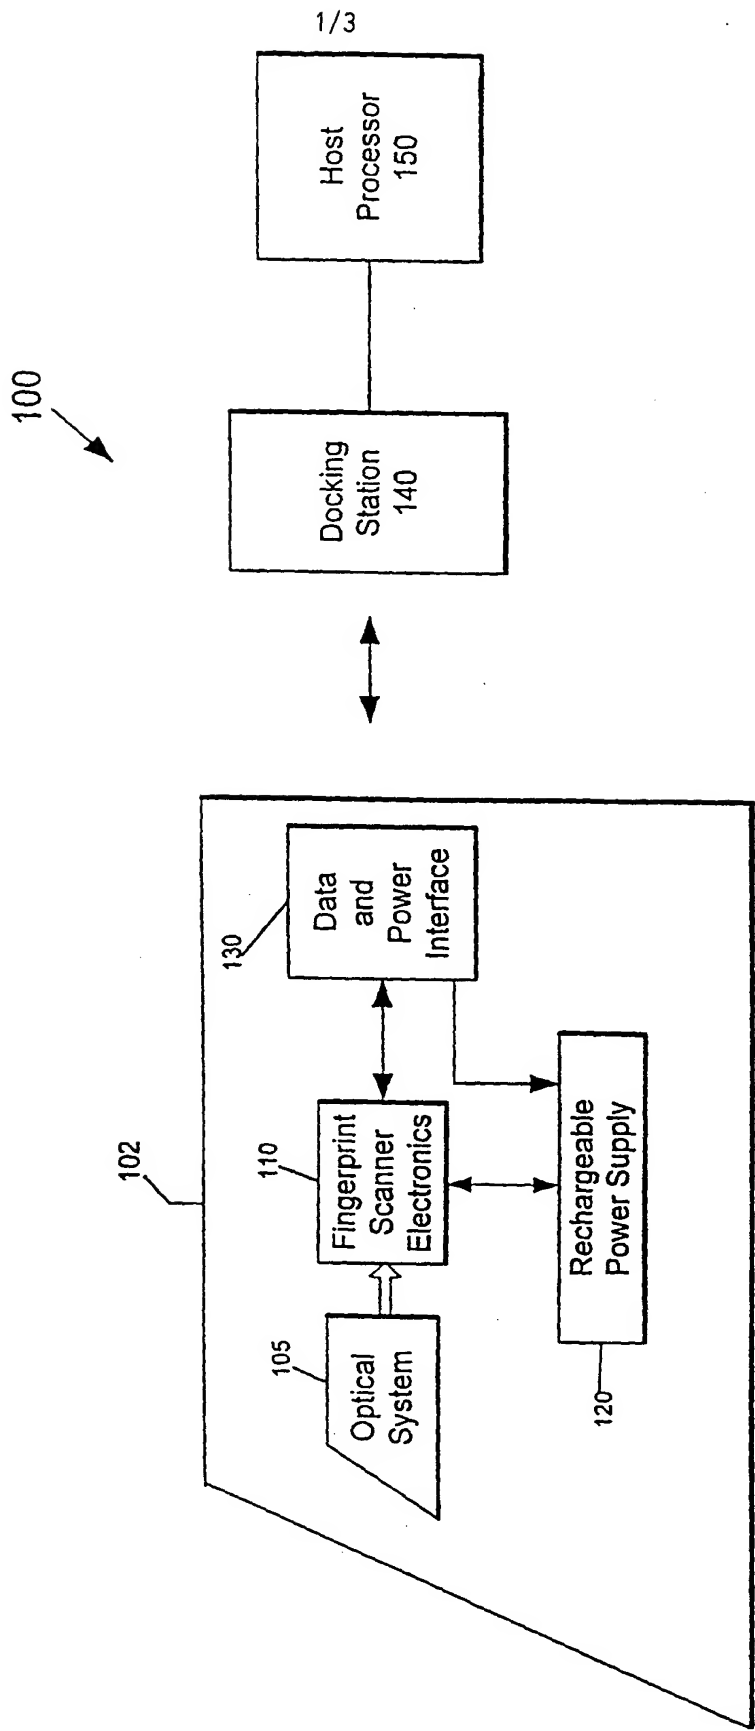 1/3
100
Host
Processor
150
Docking
Station
140
102
130
Data
and
Power
Interface
110
Fingerprint
Scanner
Electronics
105
Optical
System
Rechargeable
Power Supply
120